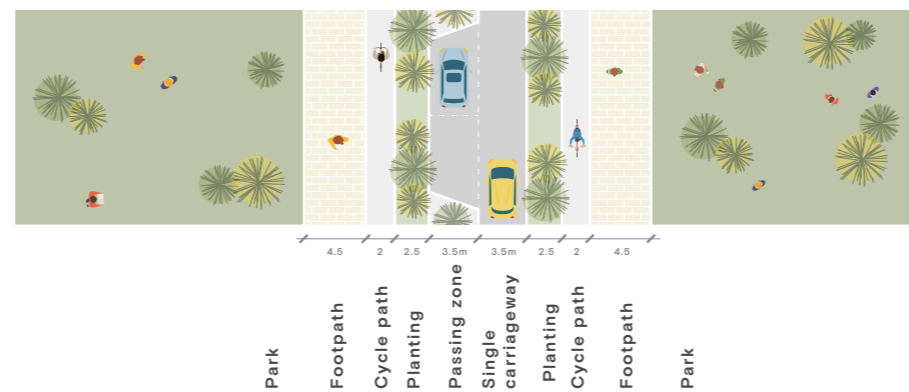 4.5 2 2.5 3.5m 3.5m 2.5 2 4.5
Park
Footpath
Cycle path
Planting
Passing zone
Single
carriageway
Planting
Cycle path
Footpath
Park